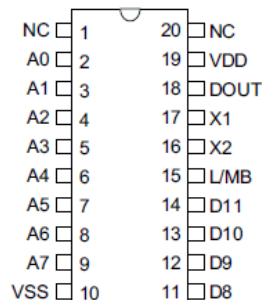 NC 1 20 NC
A0 2 19 VDD
A1 3 18 DOUT
A2 4 17 X1
A3 5 16 X2
A4 6 15 L/MB
A5 7 14 D11
A6 8 13 D10
A7 9 12 D9
VSS 10 11 D8